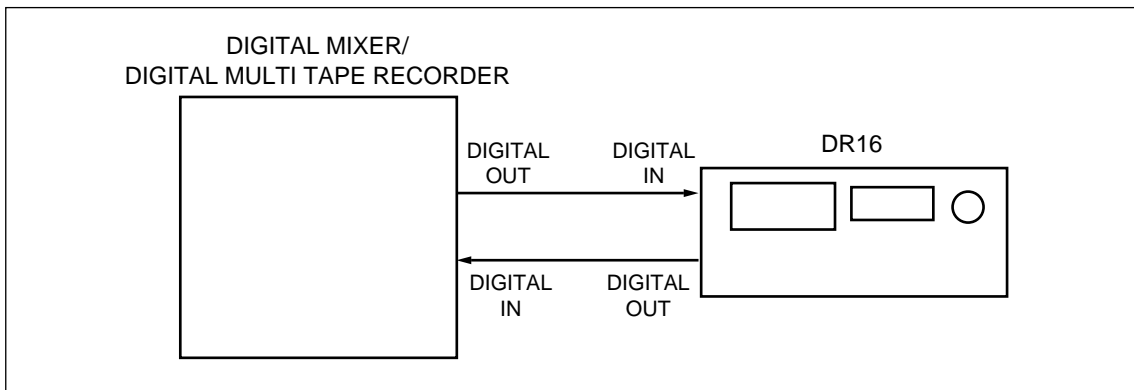 DIGITAL MIXER/
DIGITAL MULTI TAPE RECORDER
DIGITAL
OUT
DIGITAL
IN
DR16
DIGITAL
IN
DIGITAL
OUT